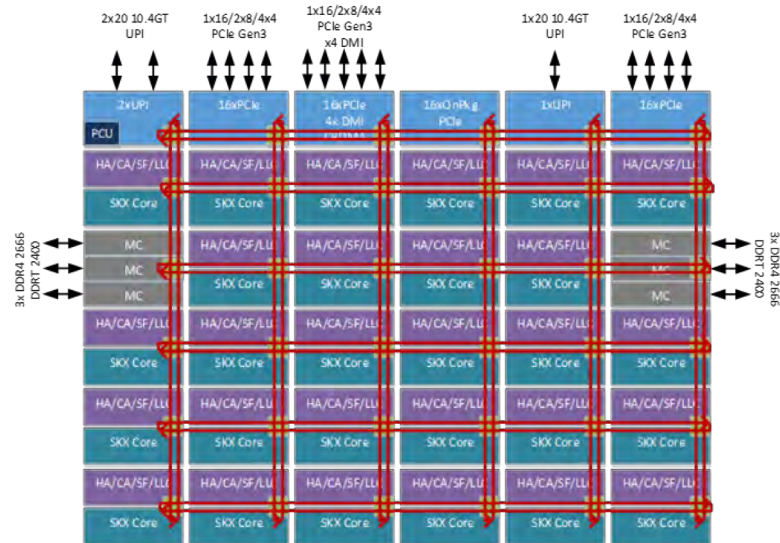 2x20 10.4GT
UPI
1x16/2x8/4x4
PCIe Gen3
1x16/2x8/4x4
PCIe Gen3
x4 DMI
1x20 10.4GT
UPI
1x16/2x8/4x4
PCIe Gen3
2xUPI
16xPCIe
16xPCIe
4x DMI
16xOnPkg
PCIe
1xUPI
16xPCIe
PCU
HA/CA/SF/LLC
HA/CA/SF/LLC
HA/CA/SF/LLC
HA/CA/SF/LLC
HA/CA/SF/LLC
HA/CA/SF/LLC
SKX Core
SKX Core
SKX Core
SKX Core
SKX Core
SKX Core
3x DDR4 2666
DDRT 2400
MC
MC
MC
HA/CA/SF/LLC
HA/CA/SF/LLC
HA/CA/SF/LLC
HA/CA/SF/LLC
SKX Core
SKX Core
SKX Core
SKX Core
MC
MC
MC
3x DDR4 2666
DDRT 2400
HA/CA/SF/LLC
HA/CA/SF/LLC
HA/CA/SF/LLC
HA/CA/SF/LLC
HA/CA/SF/LLC
HA/CA/SF/LLC
SKX Core
SKX Core
SKX Core
SKX Core
SKX Core
SKX Core
HA/CA/SF/LLC
HA/CA/SF/LLC
HA/CA/SF/LLC
HA/CA/SF/LLC
HA/CA/SF/LLC
HA/CA/SF/LLC
SKX Core
SKX Core
SKX Core
SKX Core
SKX Core
SKX Core
HA/CA/SF/LLC
HA/CA/SF/LLC
HA/CA/SF/LLC
HA/CA/SF/LLC
HA/CA/SF/LLC
HA/CA/SF/LLC
SKX Core
SKX Core
SKX Core
SKX Core
SKX Core
SKX Core